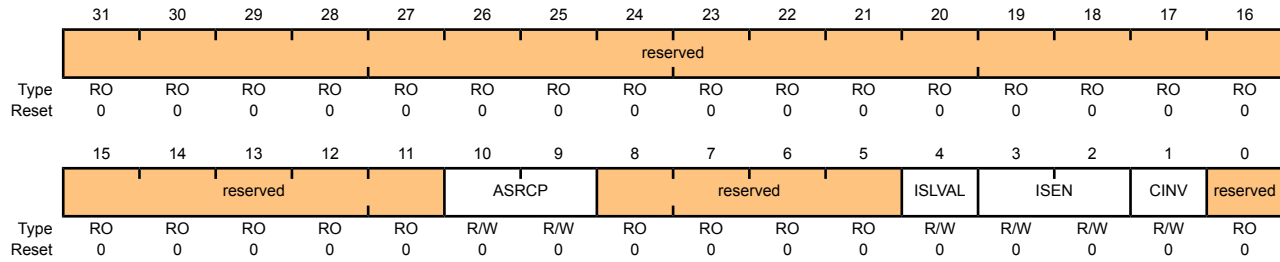 31 30 29 28 27 26 25 24 23 22 21 20 19 18 17 16
reserved
Type RO RO RO RO RO RO RO RO RO RO RO RO RO RO RO RO
Reset 0 0 0 0 0 0 0 0 0 0 0 0 0 0 0 0
15 14 13 12 11 10 9 8 7 6 5 4 3 2 1 0
reserved ASRCP reserved ISLVAL ISEN CINV reserved
Type RO RO RO RO RO R/W R/W RO RO RO RO R/W R/W R/W R/W RO
Reset 0 0 0 0 0 0 0 0 0 0 0 0 0 0 0 0